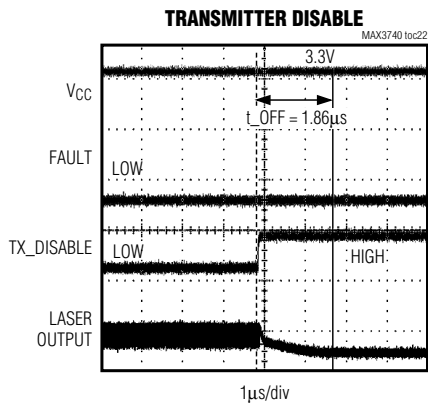 TRANSMITTER DISABLE
MAX3740 toc22
3.3V
VCC
t_OFF = 1.86μs
FAULT
LOW
TX_DISABLE
LOW
HIGH
LASER
OUTPUT
1μs/div